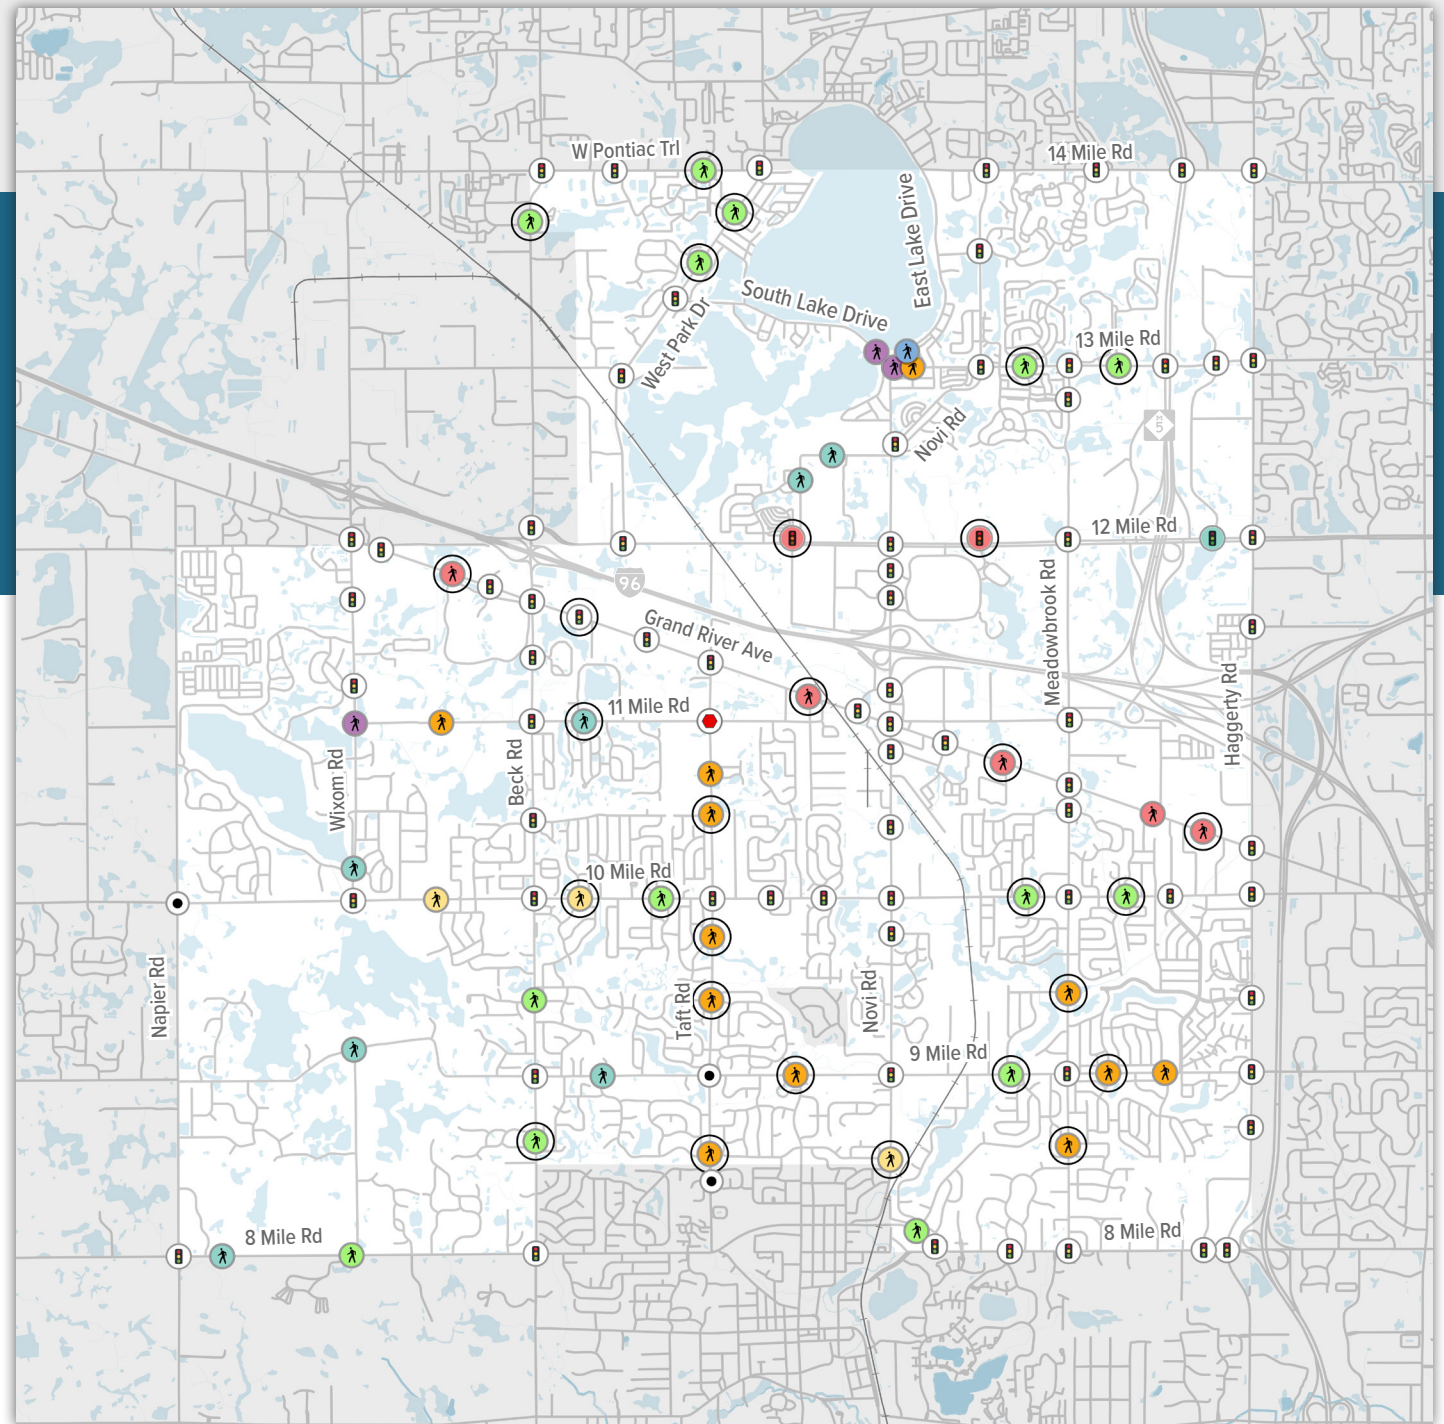 W Pontiac Trl
14 Mile Rd
East Lake Drive
South Lake Drive
West Park Dr
13 Mile Rd
Novi Rd
M
5
12 Mile Rd
96
Meadowbrook Rd
Grand River Ave
Haggerty Rd
11 Mile Rd
Beck Rd
Wixom Rd
10 Mile Rd
Napier Rd
Taft Rd
Novi Rd
9 Mile Rd
8 Mile Rd
8 Mile Rd